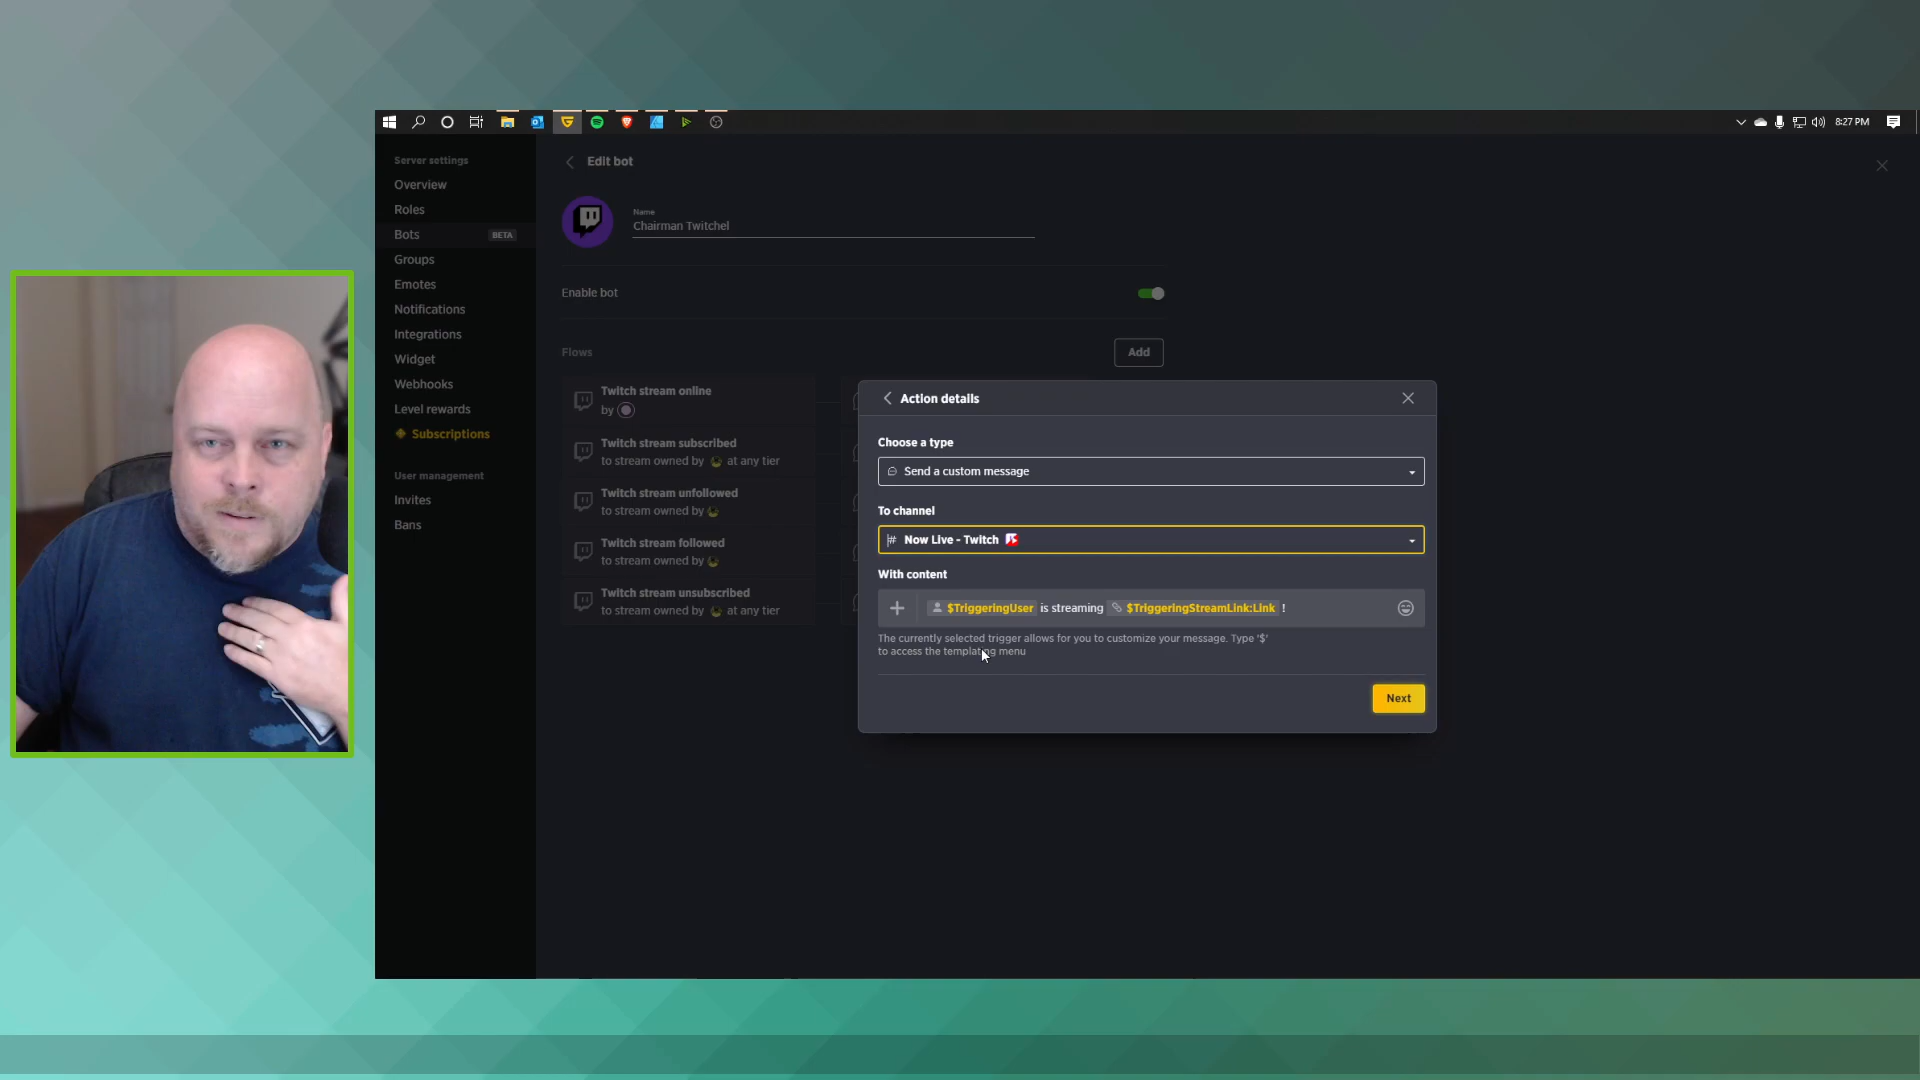 8:27 PM
Server settings
Overview
Roles
Bots BETA
Groups
Emotes
Notifications
Integrations
Widget
Webhooks
Level rewards
Subscriptions
User management
Invites
Bans
Edit bot
Name
Chairman Twitchel
Enable bot
Flows
Add
Twitch stream online
by
Twitch stream subscribed
to stream owned by at any tier
Twitch stream unfollowed
to stream owned by
Twitch stream followed
to stream owned by
Twitch stream unsubscribed
to stream owned by at any tier
Action details
Choose a type
Send a custom message
To channel
# Now Live - Twitch
With content
$TriggeringUser is streaming $TriggeringStreamLink:Link !
The currently selected trigger allows for you to customize your message. Type '$'
to access the templating menu
Next